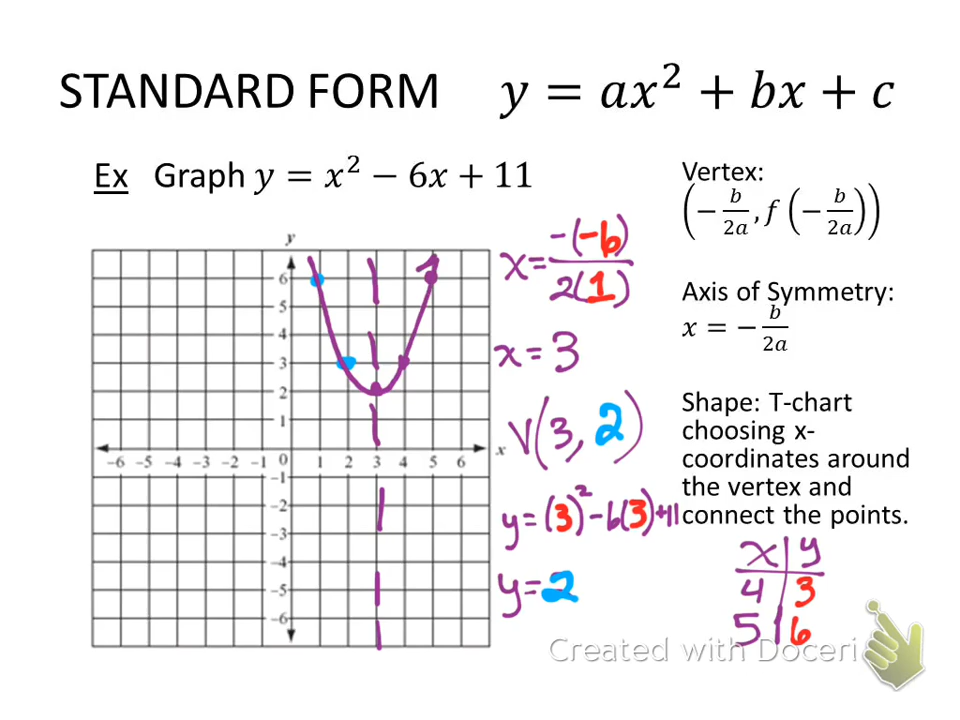 STANDARD FORM y = ax² + bx + c
Ex Graph y = x² − 6x + 11
Vertex:
(−b/2a, f(−b/2a))
Axis of Symmetry:
x = −b/2a
Shape: T-chart
choosing x-
coordinates around
the vertex and
connect the points.
x | y
4 | 3
5 | 6
x = -(-6)/2(1)
x = 3
V(3, 2)
y = (3)² - 6(3) + 11
y = 2
y
6
5
4
3
2
1
-6 -5 -4 -3 -2 -1 0 1 2 3 4 5 6 x
-1
-2
-3
-4
-5
-6
Created with Doceri